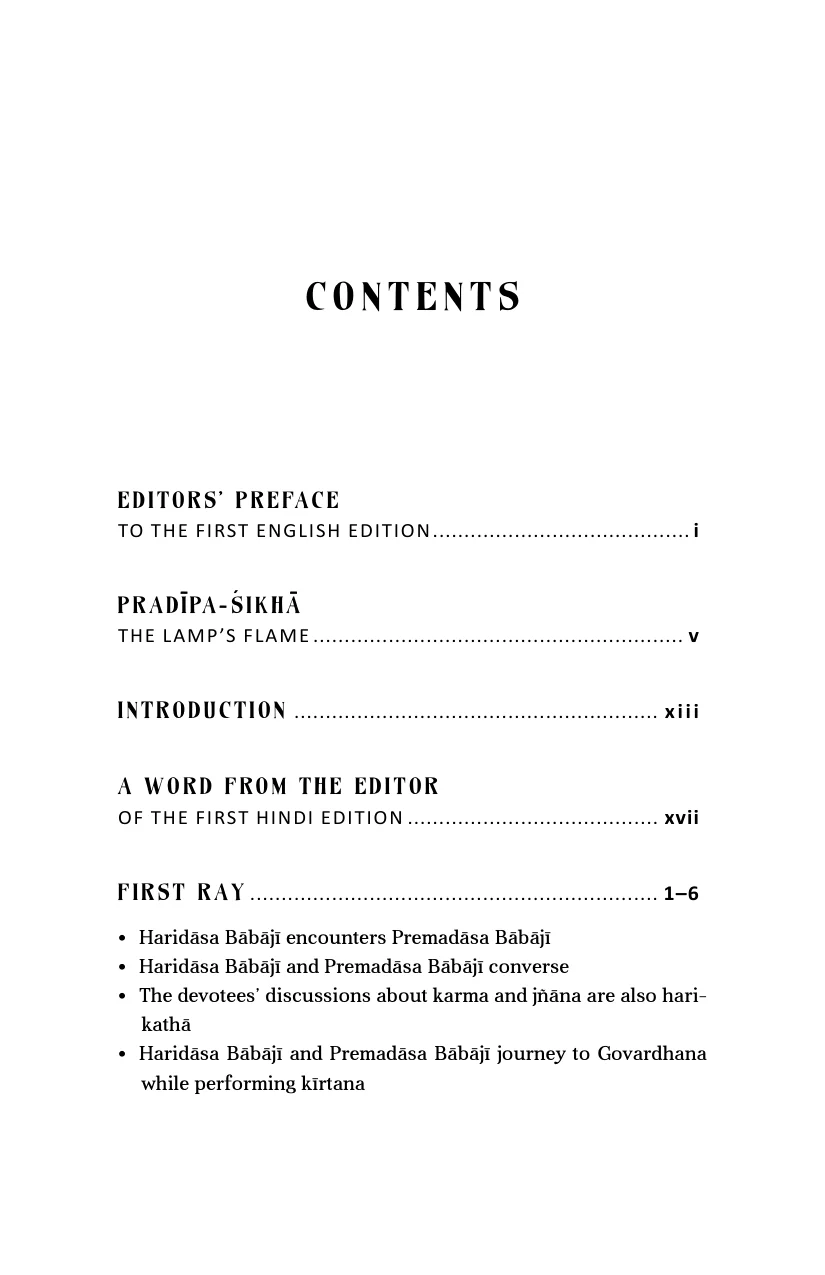 CONTENTS
EDITORS’ PREFACE
TO THE FIRST ENGLISH EDITION......................................... i
PRADĪPA-ŚIKHĀ
THE LAMP’S FLAME........................................................... v
INTRODUCTION .......................................................... xiii
A WORD FROM THE EDITOR
OF THE FIRST HINDI EDITION ........................................ xvii
FIRST RAY................................................................. 1–6
• Haridāsa Bābājī encounters Premadāsa Bābājī
• Haridāsa Bābājī and Premadāsa Bābājī converse
• The devotees’ discussions about karma and jñāna are also hari-
kathā
• Haridāsa Bābājī and Premadāsa Bābājī journey to Govardhana
while performing kīrtana